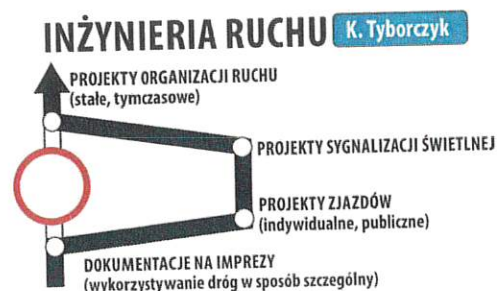 INŻYNIERIA RUCHU K. Tyborczyk
PROJEKTY ORGANIZACJI RUCHU
(stałe, tymczasowe)
PROJEKTY SYGNALIZACJI ŚWIETLNEJ
PROJEKTY ZJAZDÓW
(indywidualne, publiczne)
DOKUMENTACJE NA IMPREZY
(wykorzystywanie dróg w sposób szczególny)